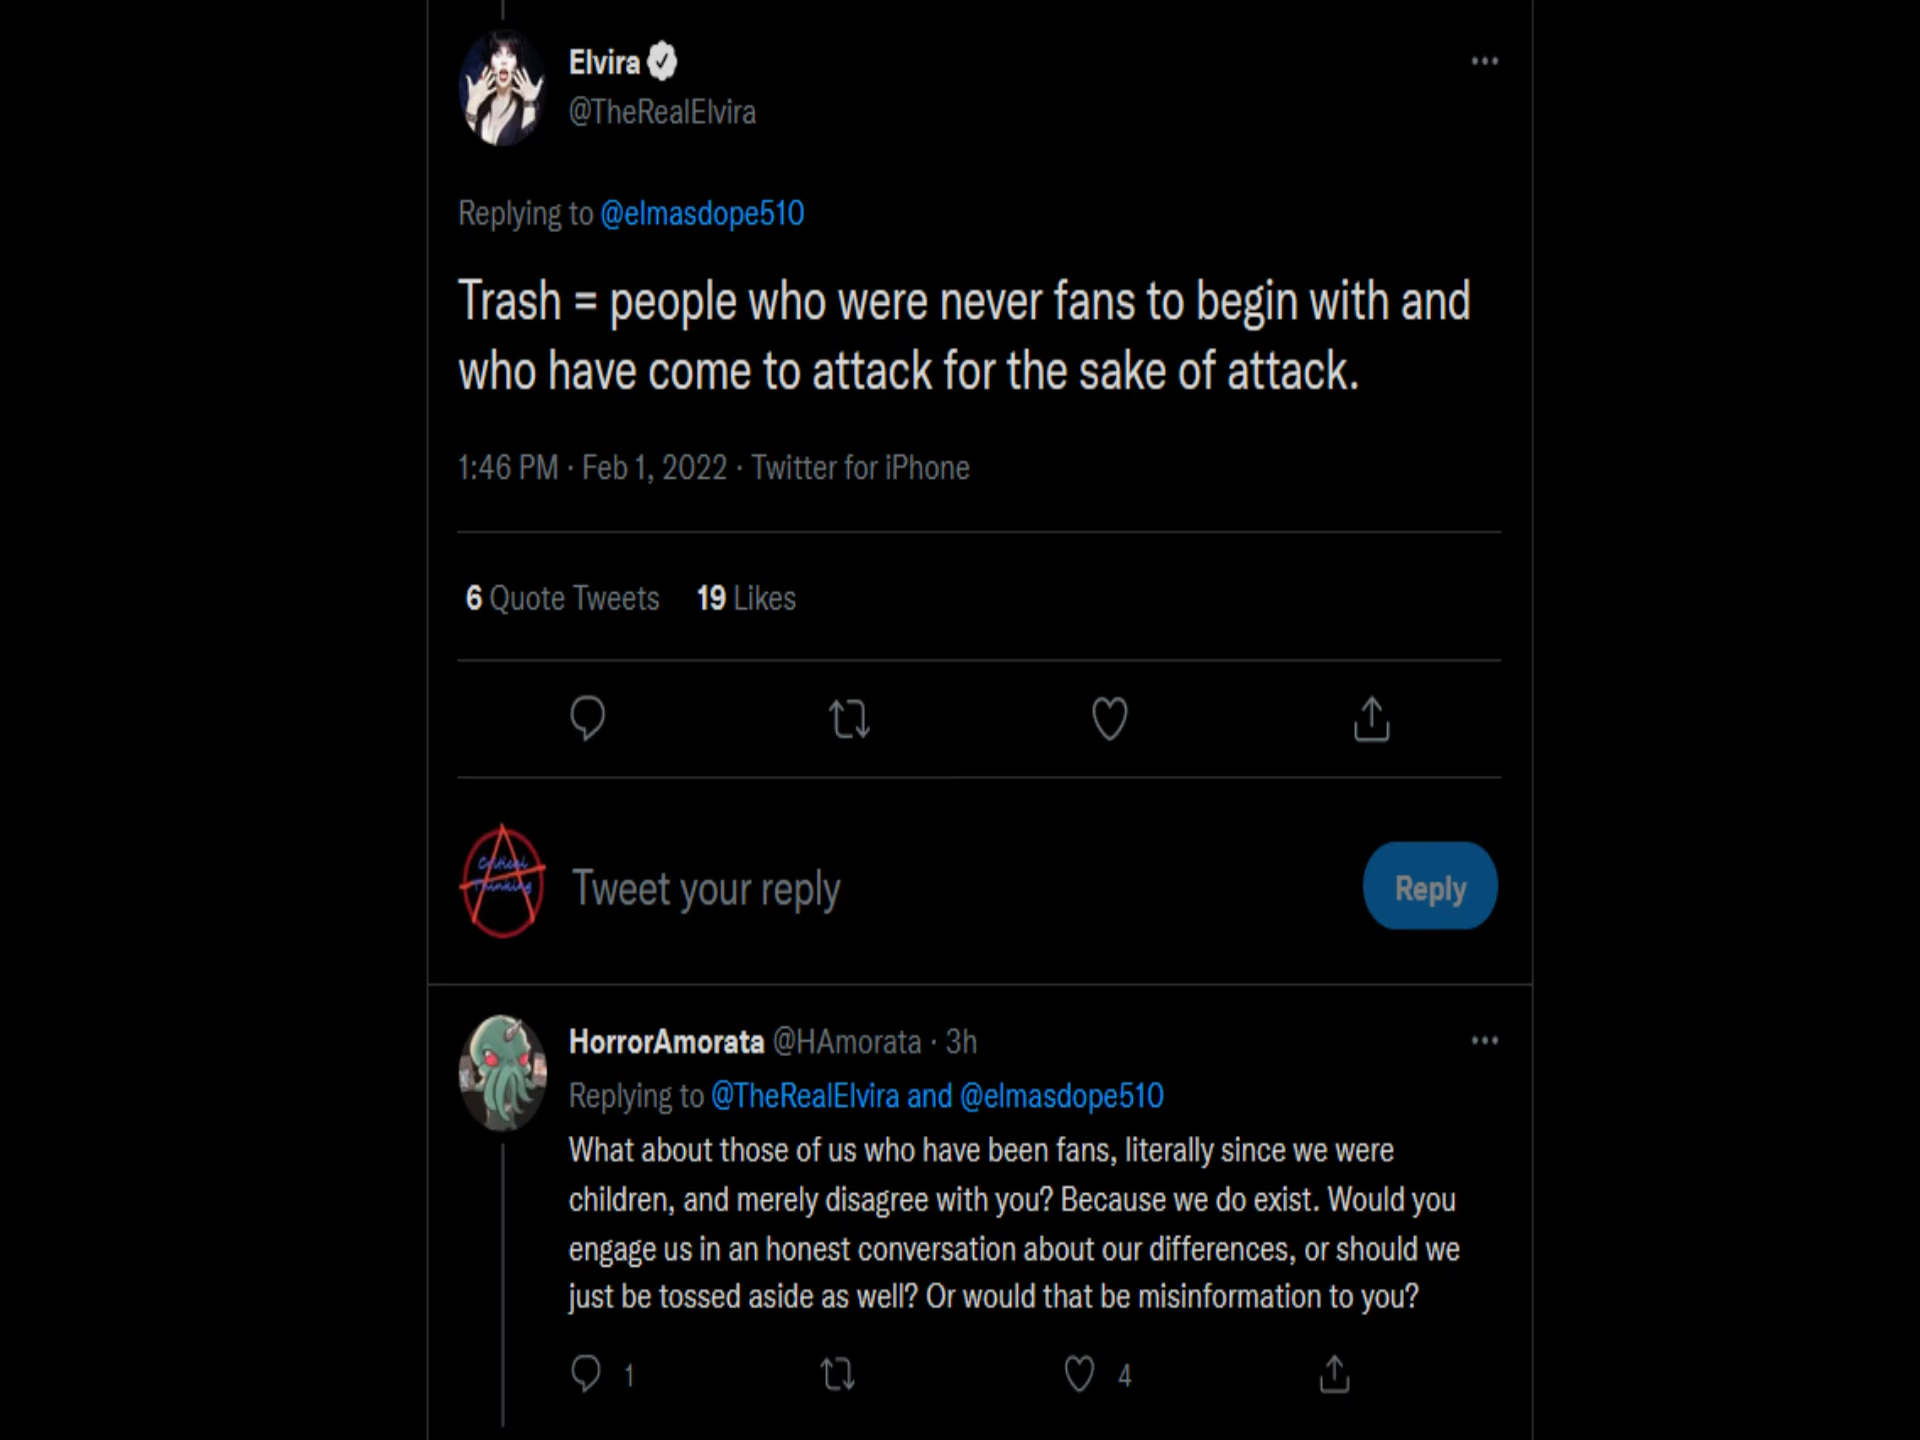 Elvira
@TheRealElvira
Replying to @elmasdope510
Trash = people who were never fans to begin with and
who have come to attack for the sake of attack.
1:46 PM · Feb 1, 2022 · Twitter for iPhone
6 Quote Tweets 19 Likes
Critical
Thinking
Tweet your reply
Reply
HorrorAmorata @HAmorata · 3h
Replying to @TheRealElvira and @elmasdope510
What about those of us who have been fans, literally since we were
children, and merely disagree with you? Because we do exist. Would you
engage us in an honest conversation about our differences, or should we
just be tossed aside as well? Or would that be misinformation to you?
1 4